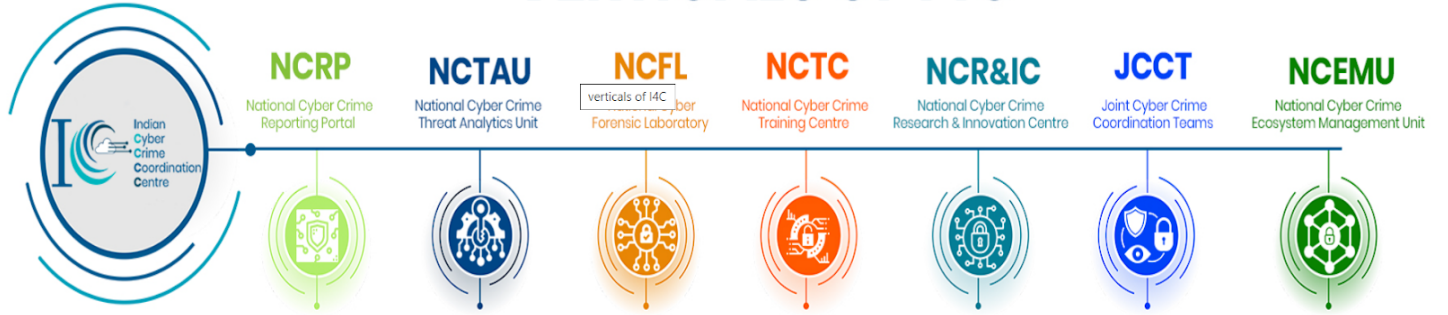 Indian
Cyber
Crime
Coordination
Centre
NCRP
National Cyber Crime
Reporting Portal
NCTAU
National Cyber Crime
Threat Analytics Unit
NCFL
verticals of I4C
Cyber
Forensic Laboratory
NCTC
National Cyber Crime
Training Centre
NCR&IC
National Cyber Crime
Research & Innovation Centre
JCCT
Joint Cyber Crime
Coordination Teams
NCEMU
National Cyber Crime
Ecosystem Management Unit